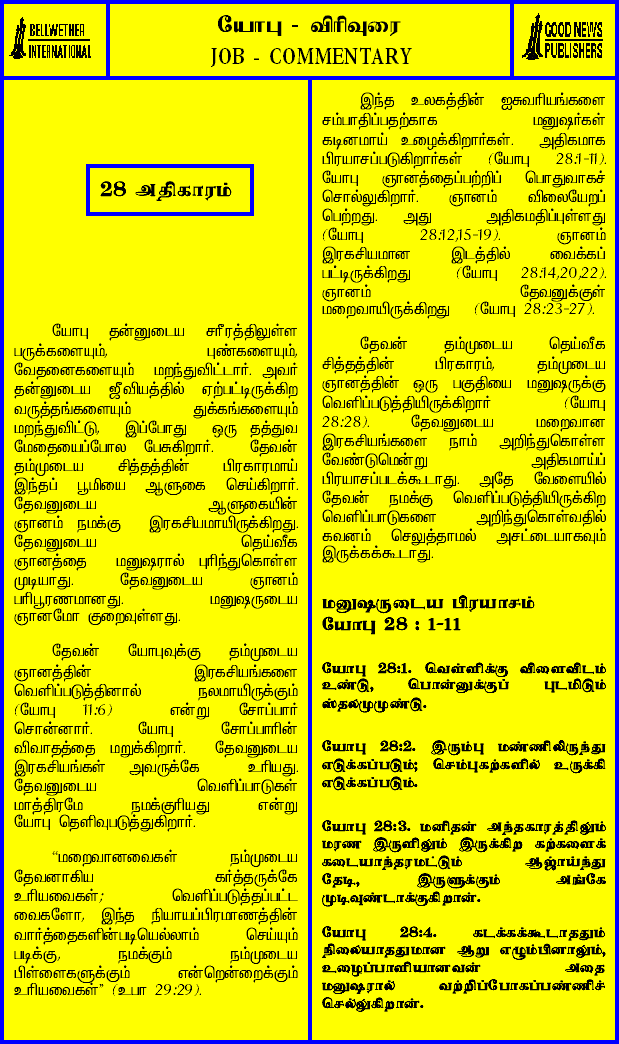 BELLWETHER
INTERNATIONAL
யோபு - விரிவுரை
JOB - COMMENTARY
GOOD NEWS
PUBLISHERS
28 அதிகாரம்
யோபு தன்னுடைய சரீரத்திலுள்ள
பருக்களையும், புண்களையும்,
வேதனைகளையும் மறந்துவிட்டார். அவர்
தன்னுடைய ஜீவியத்தில் ஏற்பட்டிருக்கிற
வருத்தங்களையும் துக்கங்களையும்
மறந்துவிட்டு, இப்போது ஒரு தத்துவ
மேதையைப்போல பேசுகிறார். தேவன்
தம்முடைய சித்தத்தின் பிரகாரமாய்
இந்தப் பூமியை ஆளுகை செய்கிறார்.
தேவனுடைய ஆளுகையின்
ஞானம் நமக்கு இரகசியமாயிருக்கிறது.
தேவனுடைய தெய்வீக
ஞானத்தை மனுஷரால் புரிந்துகொள்ள
முடியாது. தேவனுடைய ஞானம்
பரிபூரணமானது. மனுஷருடைய
ஞானமோ குறைவுள்ளது.
தேவன் யோபுவுக்கு தம்முடைய
ஞானத்தின் இரகசியங்களை
வெளிப்படுத்தினால் நலமாயிருக்கும்
(யோபு 11:6) என்று சோப்பார்
சொன்னார். யோபு சோப்பாரின்
விவாதத்தை மறுக்கிறார். தேவனுடைய
இரகசியங்கள் அவருக்கே உரியது.
தேவனுடைய வெளிப்பாடுகள்
மாத்திரமே நமக்குரியது என்று
யோபு தெளிவுபடுத்துகிறார்.
“மறைவானவைகள் நம்முடைய
தேவனாகிய கர்த்தருக்கே
உரியவைகள்; வெளிப்படுத்தப்பட்ட
வைகளோ, இந்த நியாயப்பிரமாணத்தின்
வார்த்தைகளின்படியெல்லாம் செய்யும்
படிக்கு, நமக்கும் நம்முடைய
பிள்ளைகளுக்கும் என்றென்றைக்கும்
உரியவைகள்” (உபா 29:29).
இந்த உலகத்தின் ஐசுவரியங்களை
சம்பாதிப்பதற்காக மனுஷர்கள்
கடினமாய் உழைக்கிறார்கள். அதிகமாக
பிரயாசப்படுகிறார்கள் (யோபு 28:1-11).
யோபு ஞானத்தைப்பற்றிப் பொதுவாகச்
சொல்லுகிறார். ஞானம் விலையேறப்
பெற்றது. அது அதிகமதிப்புள்ளது
(யோபு 28:12,15-19). ஞானம்
இரகசியமான இடத்தில் வைக்கப்
பட்டிருக்கிறது (யோபு 28:14,20,22).
ஞானம் தேவனுக்குள்
மறைவாயிருக்கிறது (யோபு 28:23-27).
தேவன் தம்முடைய தெய்வீக
சித்தத்தின் பிரகாரம், தம்முடைய
ஞானத்தின் ஒரு பகுதியை மனுஷருக்கு
வெளிப்படுத்தியிருக்கிறார் (யோபு
28:28). தேவனுடைய மறைவான
இரகசியங்களை நாம் அறிந்துகொள்ள
வேண்டுமென்று அதிகமாய்ப்
பிரயாசப்படக்கூடாது. அதே வேளையில்
தேவன் நமக்கு வெளிப்படுத்தியிருக்கிற
வெளிப்பாடுகளை அறிந்துகொள்வதில்
கவனம் செலுத்தாமல் அசட்டையாகவும்
இருக்கக்கூடாது.
மனுஷருடைய பிரயாசம்
யோபு 28 : 1-11
யோபு 28:1. வெள்ளிக்கு விளைவிடம்
உண்டு, பொன்னுக்குப் புடமிடும்
ஸ்தலமுமுண்டு.
யோபு 28:2. இரும்பு மண்ணிலிருந்து
எடுக்கப்படும்; செம்புகற்களில் உருக்கி
எடுக்கப்படும்.
யோபு 28:3. மனிதன் அந்தகாரத்திலும்
மரண இருளிலும் இருக்கிற கற்களைக்
கடையாந்தரமட்டும் ஆஜாய்ந்து
தேடி, இருளுக்கும் அங்கே
முடிவுண்டாக்குகிறான்.
யோபு 28:4. கடக்கக்கூடாததும்
நிலையாததுமான ஆறு எழும்பினாலும்,
உழைப்பாளியானவன் அதை
மனுஷரால் வற்றிப்போகப்பண்ணிச்
செல்லுகிறான்.